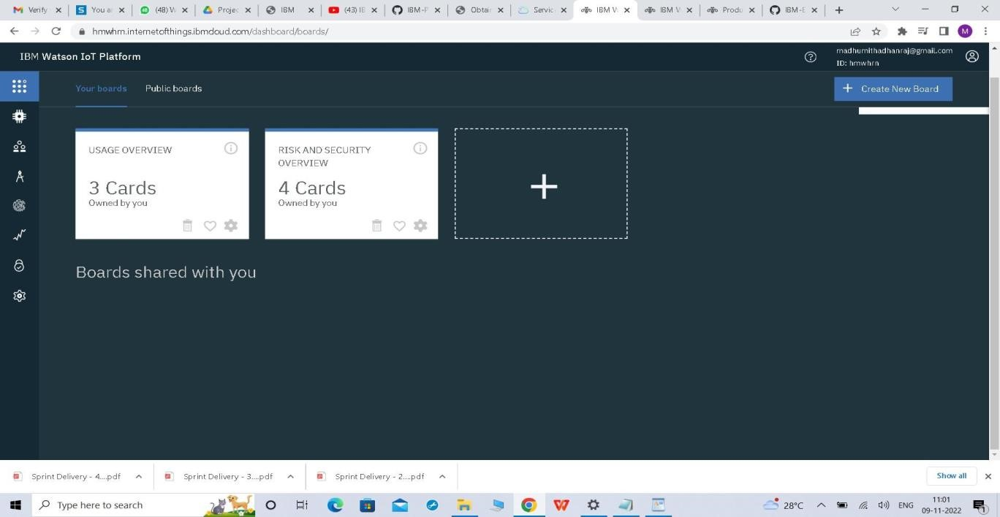 Verify
You a
(48) W
Projec
IBM
(43) IB
IBM-P
Obtai
Servic
IBM W
IBM W
Produ
IBM-E
hmwhrn.internetofthings.ibmcloud.com/dashboard/boards/
M
IBM Watson IoT Platform
madhumithadhanraj@gmail.com
ID: hmwhrn
Your boards
Public boards
Create New Board
USAGE OVERVIEW
3 Cards
Owned by you
RISK AND SECURITY
OVERVIEW
4 Cards
Owned by you
Boards shared with you
Sprint Delivery - 4....pdf
Sprint Delivery - 3....pdf
Sprint Delivery - 2....pdf
Show all
Type here to search
28°C
ENG
11:01
09-11-2022
1